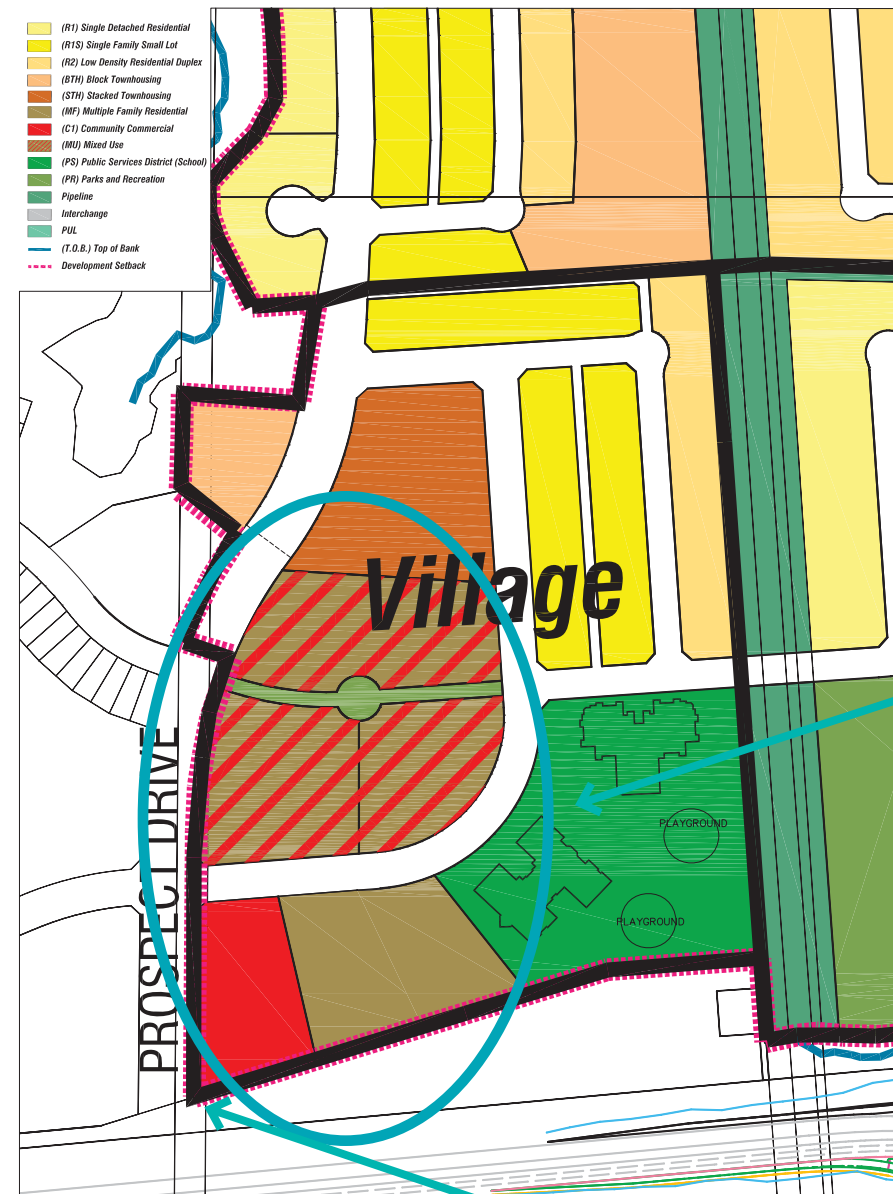 (R1) Single Detached Residential
(R1S) Single Family Small Lot
(R2) Low Density Residential Duplex
(BTH) Block Townhousing
(STH) Stacked Townhousing
(MF) Multiple Family Residential
(C1) Community Commercial
(MU) Mixed Use
(PS) Public Services District (School)
(PR) Parks and Recreation
Pipeline
Interchange
PUL
(T.O.B.) Top of Bank
Development Setback
Village
PROSPECT DRIVE
PLAYGROUND
PLAYGROUND